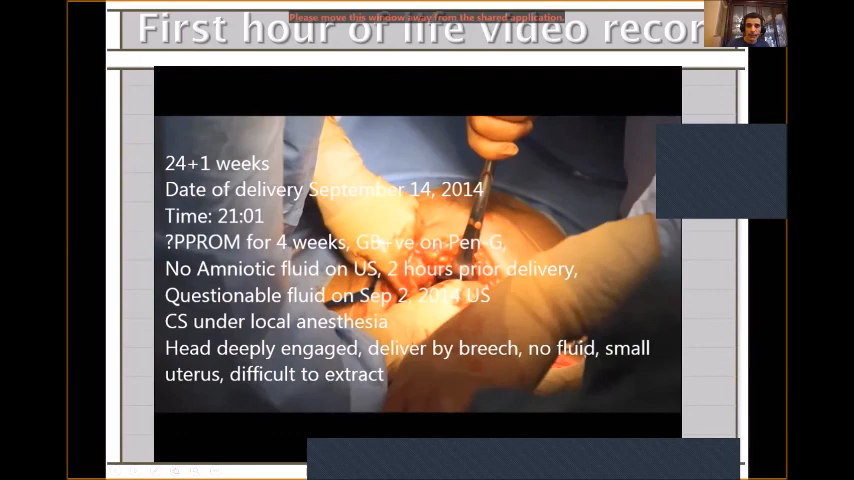 Please move this window away from the shared application.
First hour of life video recor
24+1 weeks
Date of delivery September 14, 2014
Time: 21:01
?PPROM for 4 weeks, GB+ve on Pen G,
No Amniotic fluid on US, 2 hours prior delivery,
Questionable fluid on Sep 2, 2014 US
CS under local anesthesia
Head deeply engaged, deliver by breech, no fluid, small
uterus, difficult to extract